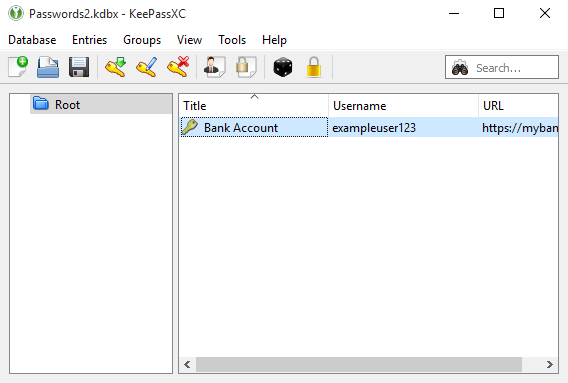 Passwords2.kdbx - KeePassXC
Database Entries Groups View Tools Help
Search...
Root
Title Username URL
Bank Account exampleuser123 https://myban